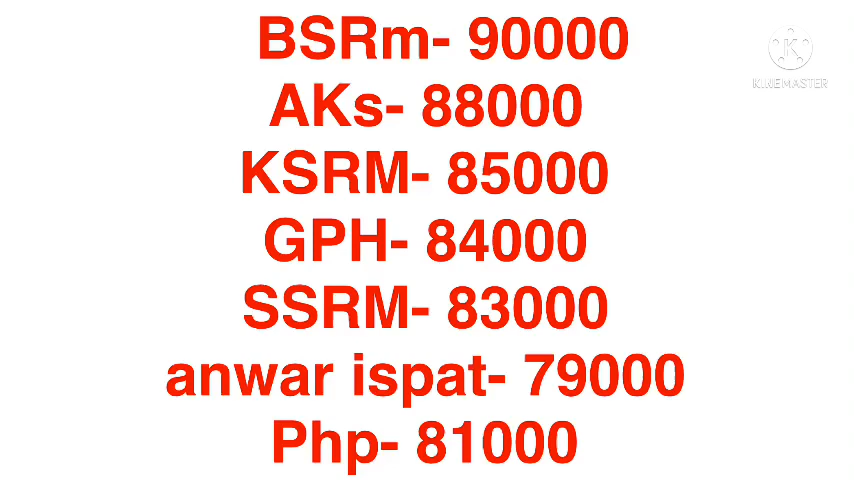 BSRm- 90000
AKs- 88000
KSRM- 85000
GPH- 84000
SSRM- 83000
anwar ispat- 79000
Php- 81000
K
KINEMASTER